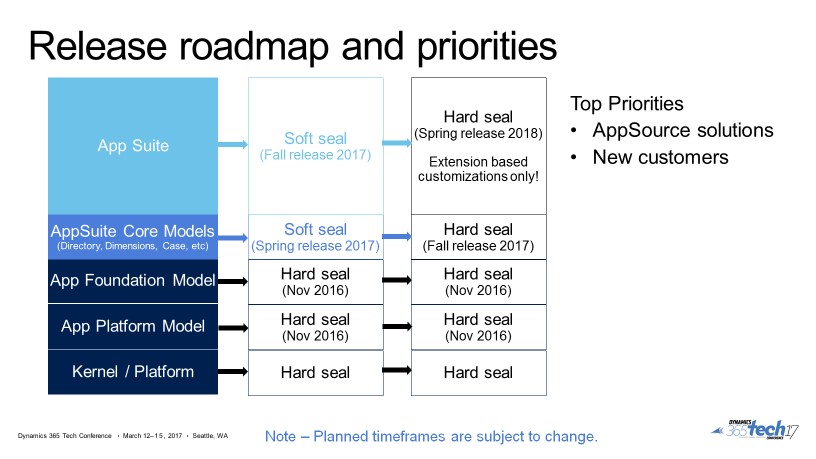 Release roadmap and priorities
App Suite
Soft seal
(Fall release 2017)
Hard seal
(Spring release 2018)
Extension based
customizations only!
Top Priorities
• AppSource solutions
• New customers
AppSuite Core Models
(Directory, Dimensions, Case, etc)
Soft seal
(Spring release 2017)
Hard seal
(Fall release 2017)
App Foundation Model
Hard seal
(Nov 2016)
Hard seal
(Nov 2016)
App Platform Model
Hard seal
(Nov 2016)
Hard seal
(Nov 2016)
Kernel / Platform
Hard seal
Hard seal
Dynamics 365 Tech Conference • March 12–15, 2017 • Seattle, WA
Note – Planned timeframes are subject to change.
DYNAMICS
365tech17
CONFERENCE